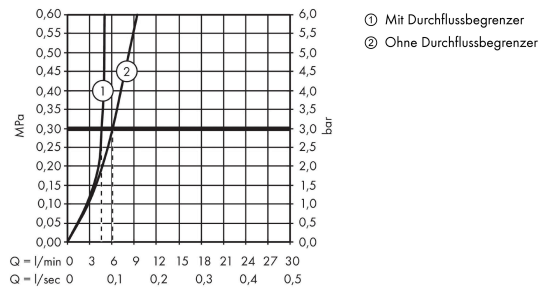 0,60 6,0
0,55 5,5
0,50 5,0
0,45 4,5
0,40 4,0
0,35 3,5
0,30 3,0
0,25 2,5
0,20 2,0
0,15 1,5
0,10 1,0
0,05 0,5
0,00 0,0
MPa
bar
1
2
Q = l/min 0 3 6 9 12 15 18 21 24 27 30
Q = l/sec 0 0,1 0,2 0,3 0,4 0,5
① Mit Durchflussbegrenzer
② Ohne Durchflussbegrenzer